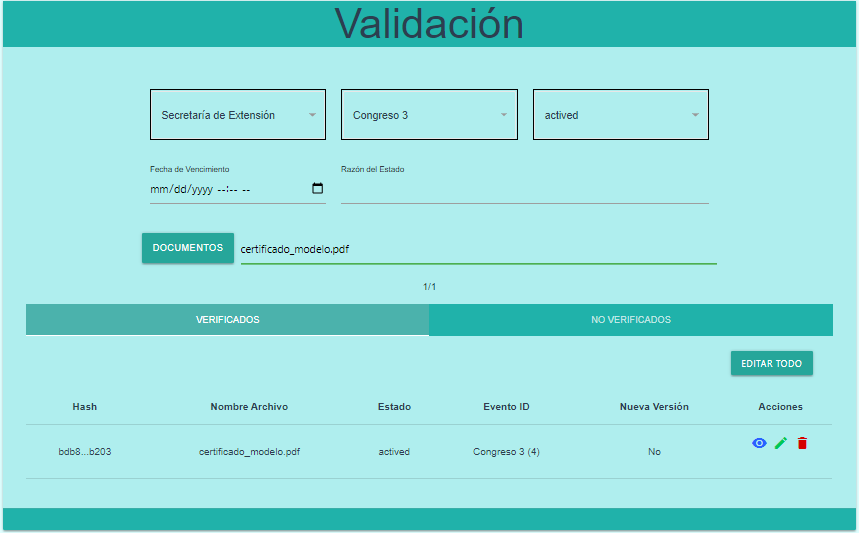 Validación
Secretaría de Extensión Congreso 3 actived
Fecha de Vencimiento Razón del Estado
mm/dd/yyyy --:-- --
DOCUMENTOS certificado_modelo.pdf
1/1
VERIFICADOS NO VERIFICADOS
EDITAR TODO
Hash Nombre Archivo Estado Evento ID Nueva Versión Acciones
bdb8...b203 certificado_modelo.pdf actived Congreso 3 (4) No